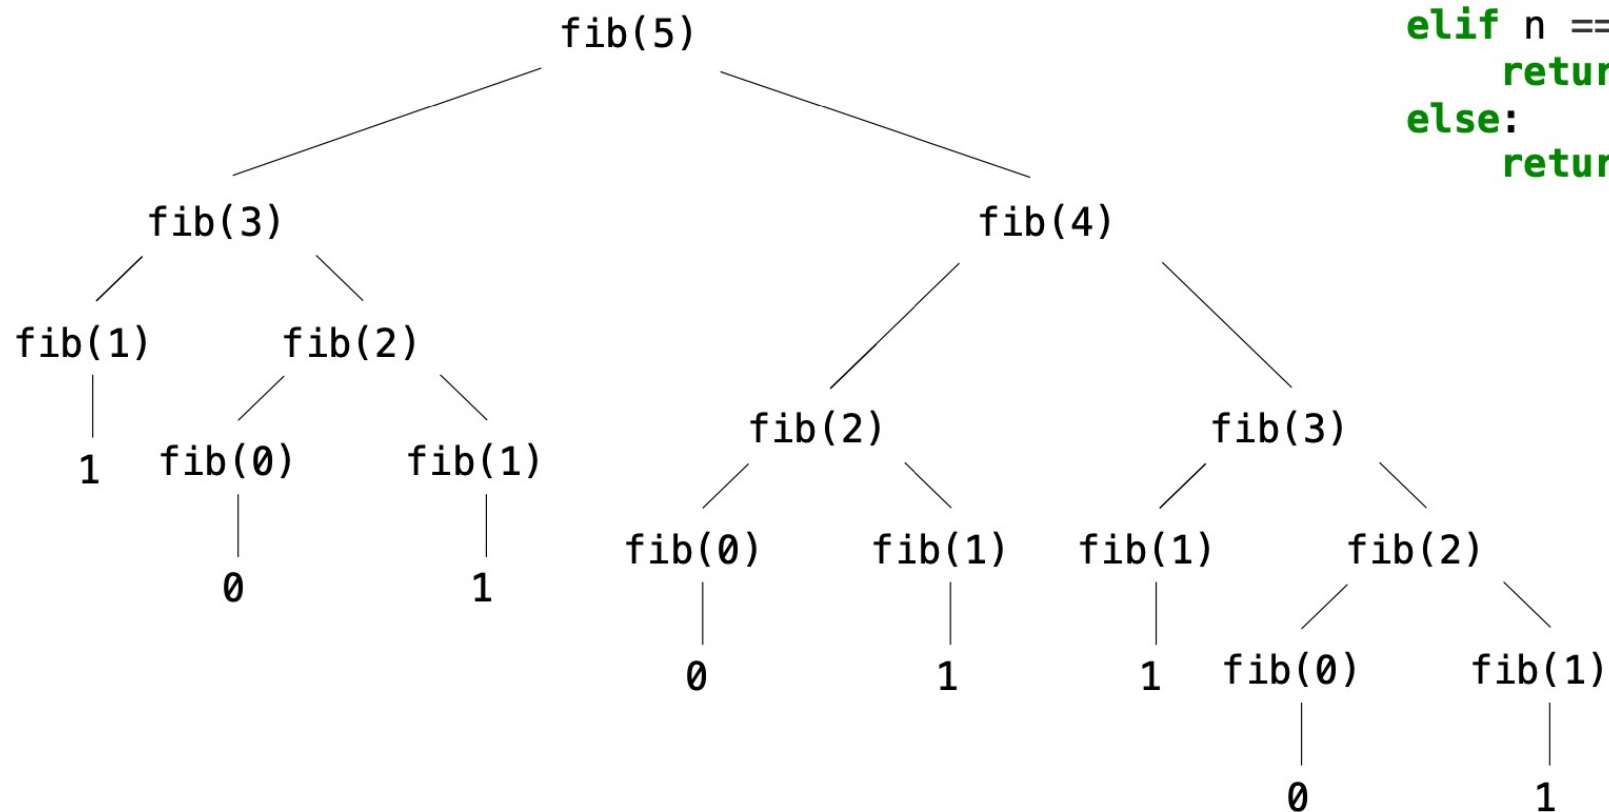 fib(5)
elif n ==
retur
else:
retur
fib(3)
fib(4)
fib(1)
fib(2)
fib(2)
fib(3)
1
fib(0)
fib(1)
fib(0)
fib(1)
fib(1)
fib(2)
0
1
0
1
1
fib(0)
fib(1)
0
1